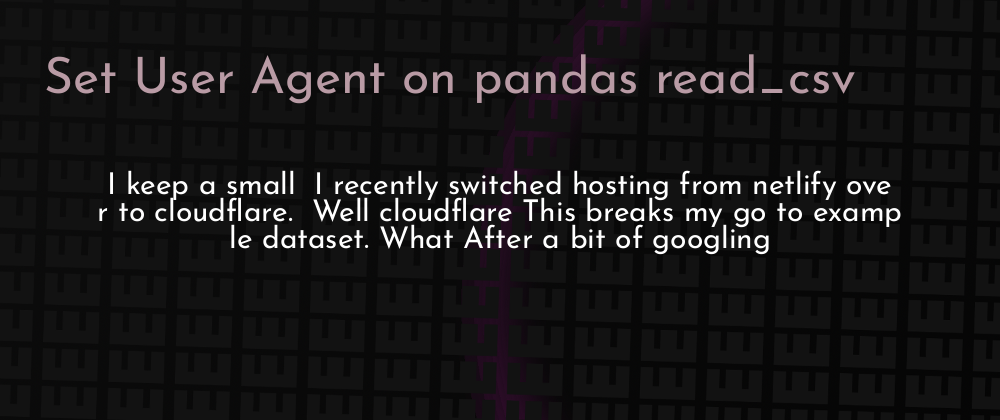 Set User Agent on pandas read_csv
I keep a small  I recently switched hosting from netlify ove
r to cloudflare.  Well cloudflare This breaks my go to examp
le dataset. What After a bit of googling